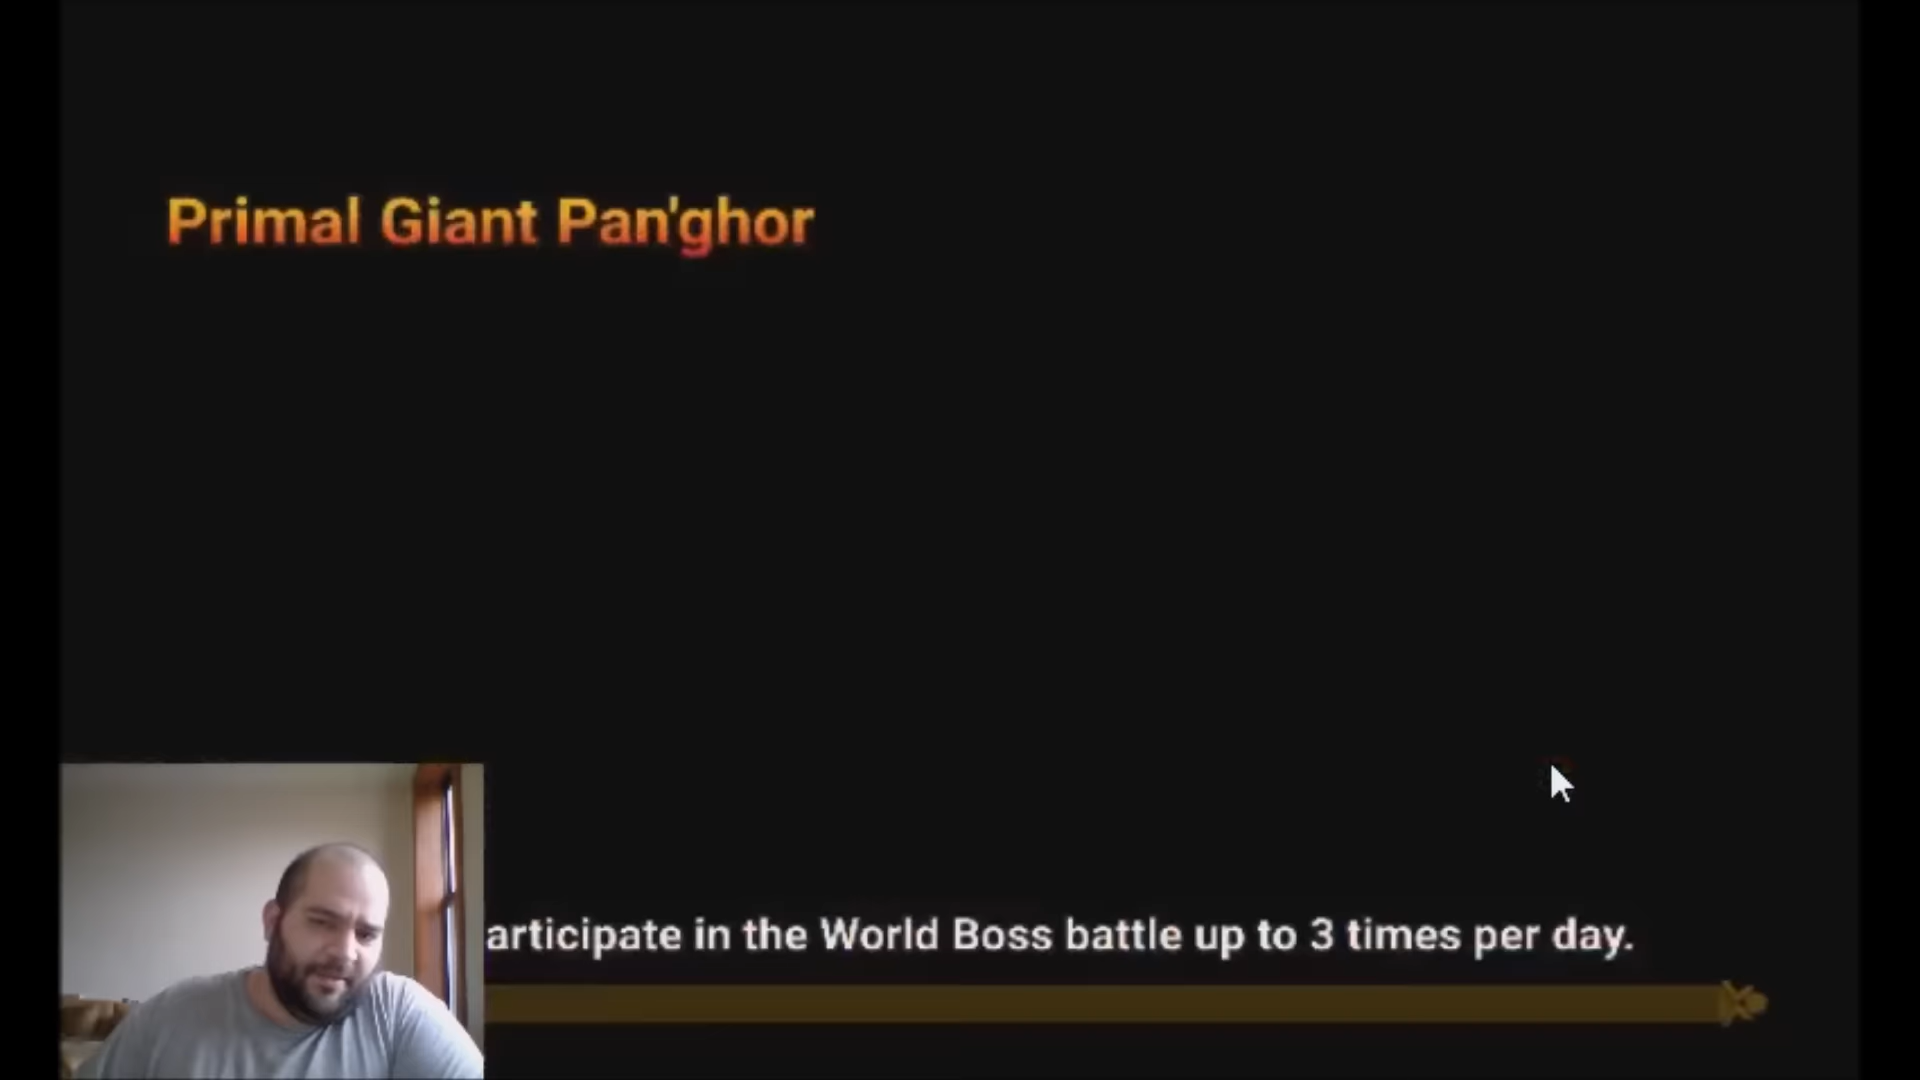 Primal Giant Pan'ghor
articipate in the World Boss battle up to 3 times per day.